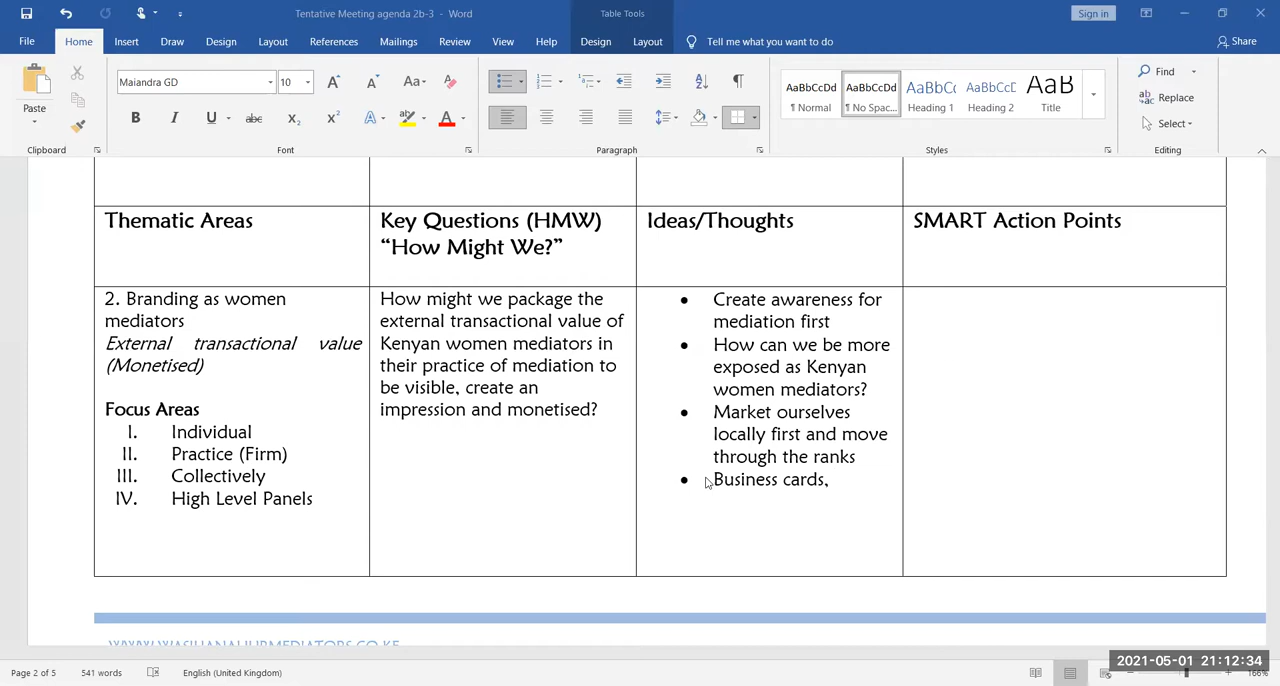 Tentative Meeting agenda 2b-3 - Word
Table Tools
Sign in
File
Home
Insert
Draw
Design
Layout
References
Mailings
Review
View
Help
Design
Layout
Tell me what you want to do
Share
Paste
Clipboard
Maiandra GD
10
Font
Paragraph
AaBbCcDd
¶ Normal
AaBbCcDd
¶ No Spac...
AaBbCc
Heading 1
AaBbCcD
Heading 2
AaB
Title
Styles
Find
Replace
Select
Editing
Thematic Areas
Key Questions (HMW)
“How Might We?”
Ideas/Thoughts
SMART Action Points
2. Branding as women
mediators
External transactional value
(Monetised)
Focus Areas
I. Individual
II. Practice (Firm)
III. Collectively
IV. High Level Panels
How might we package the
external transactional value of
Kenyan women mediators in
their practice of mediation to
be visible, create an
impression and monetised?
• Create awareness for
mediation first
• How can we be more
exposed as Kenyan
women mediators?
• Market ourselves
locally first and move
through the ranks
• Business cards,
Page 2 of 5
541 words
English (United Kingdom)
2021-05-01 21:12:34
166%